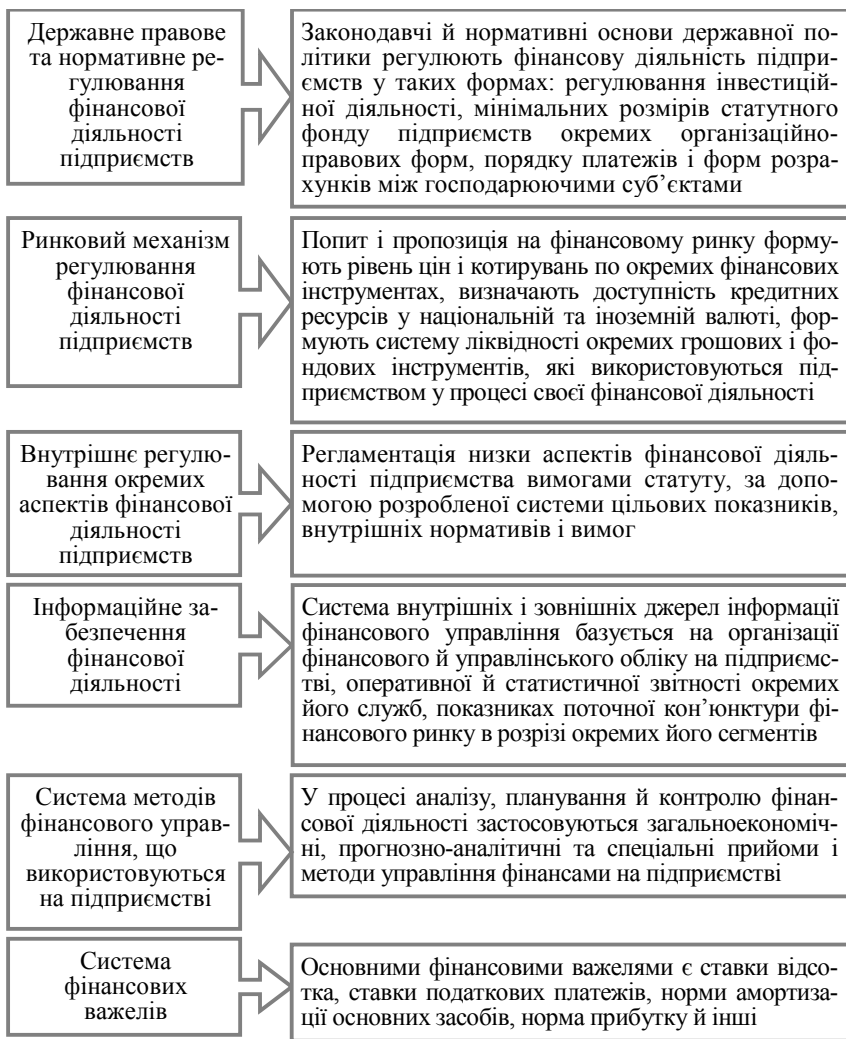 Державне правове
та нормативне ре-
гулювання
фінансової
діяльності
підприємств
Законодавчі й нормативні основи державної по-
літики регулюють фінансову діяльність підпри-
ємств у таких формах: регулювання інвестицій-
ної діяльності, мінімальних розмірів статутного
фонду підприємств окремих організаційно-
правових форм, порядку платежів і форм розра-
хунків між господарюючими суб’єктами
Ринковий механізм
регулювання
фінансової
діяльності
підприємств
Попит і пропозиція на фінансовому ринку форму-
ють рівень цін і котирувань по окремих фінансових
інструментах, визначають доступність кредитних
ресурсів у національній та іноземній валюті, фор-
мують систему ліквідності окремих грошових і фо-
ндових інструментів, які використовуються під-
приємством у процесі своєї фінансової діяльності
Внутрішнє регулю-
вання окремих
аспектів фінансової
діяльності
підприємств
Регламентація низки аспектів фінансової діяль-
ності підприємства вимогами статуту, за допо-
могою розробленої системи цільових показників,
внутрішніх нормативів і вимог
Інформаційне за-
безпечення
фінансової
діяльності
Система внутрішніх і зовнішніх джерел інформації
фінансового управління базується на організації
фінансового й управлінського обліку на підприємс-
тві, оперативної й статистичної звітності окремих
його служб, показниках поточної кон’юнктури фі-
нансового ринку в розрізі окремих його сегментів
Система методів
фінансового управ-
ління, що
використовуються
на підприємстві
У процесі аналізу, планування й контролю фінан-
сової діяльності застосовуються загальноекономіч-
ні, прогнозно-аналітичні та спеціальні прийоми і
методи управління фінансами на підприємстві
Система
фінансових
важелів
Основними фінансовими важелями є ставки відсо-
тка, ставки податкових платежів, норми амортиза-
ції основних засобів, норма прибутку й інші